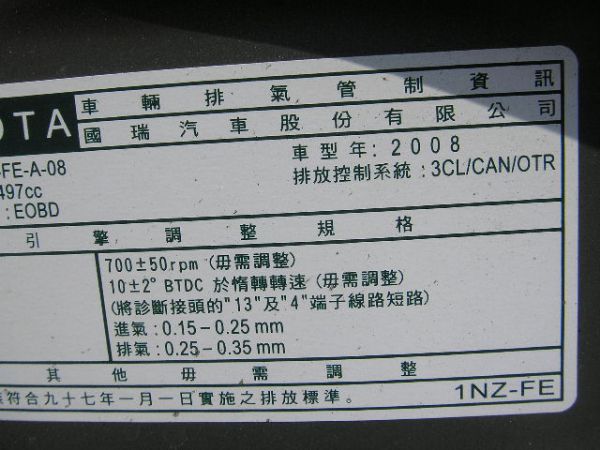 OTA
車輛排氣管制資訊
國瑞汽車股份有限公司
-FE-A-08
車型年: 2008
497cc
排放控制系統: 3CL/CAN/OTR
: EOBD
引擎調整規格
700±50rpm (毋需調整)
10±2° BTDC 於惰轉轉速 (毋需調整)
(將診斷接頭的"13"及"4"端子線路短路)
進氣: 0.15-0.25 mm
排氣: 0.25-0.35 mm
其他毋需調整
符合九十七年一月一日實施之排放標準。
1NZ-FE